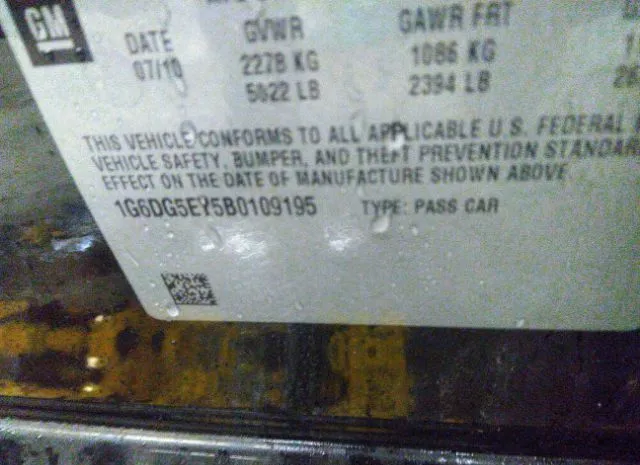 GM
DATE GVWR GAWR FRT
07/10 2278 KG 1086 KG
5022 LB 2394 LB
THIS VEHICLE CONFORMS TO ALL APPLICABLE U.S. FEDERAL
VEHICLE SAFETY, BUMPER, AND THEFT PREVENTION STANDAR
EFFECT ON THE DATE OF MANUFACTURE SHOWN ABOVE
1G6DG5EY5B0109195 TYPE: PASS CAR